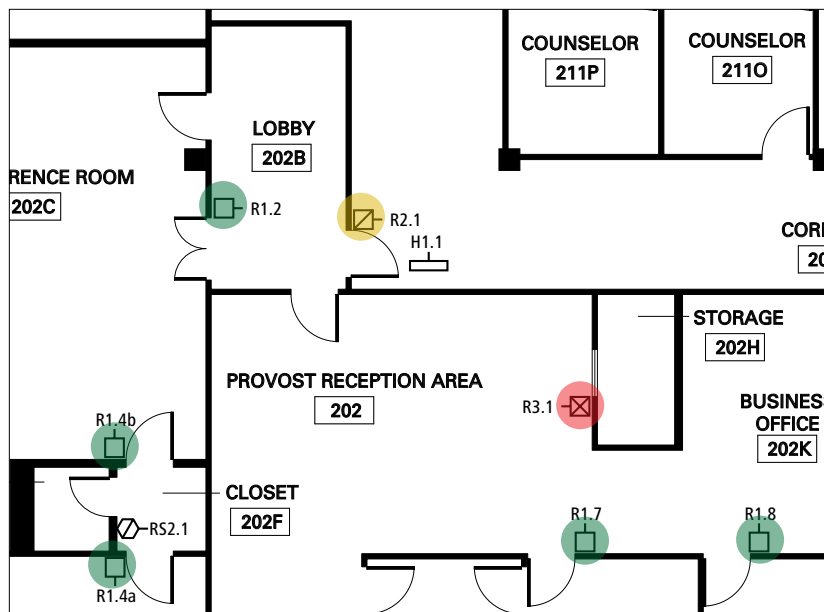 COUNSELOR
211P
COUNSELOR
211O
LOBBY
202B
RENCE ROOM
202C
R1.2
R2.1
H1.1
CORI
20
STORAGE
202H
PROVOST RECEPTION AREA
202
R3.1
BUSINES
OFFICE
202K
R1.4b
CLOSET
202F
RS2.1
R1.7
R1.8
R1.4a